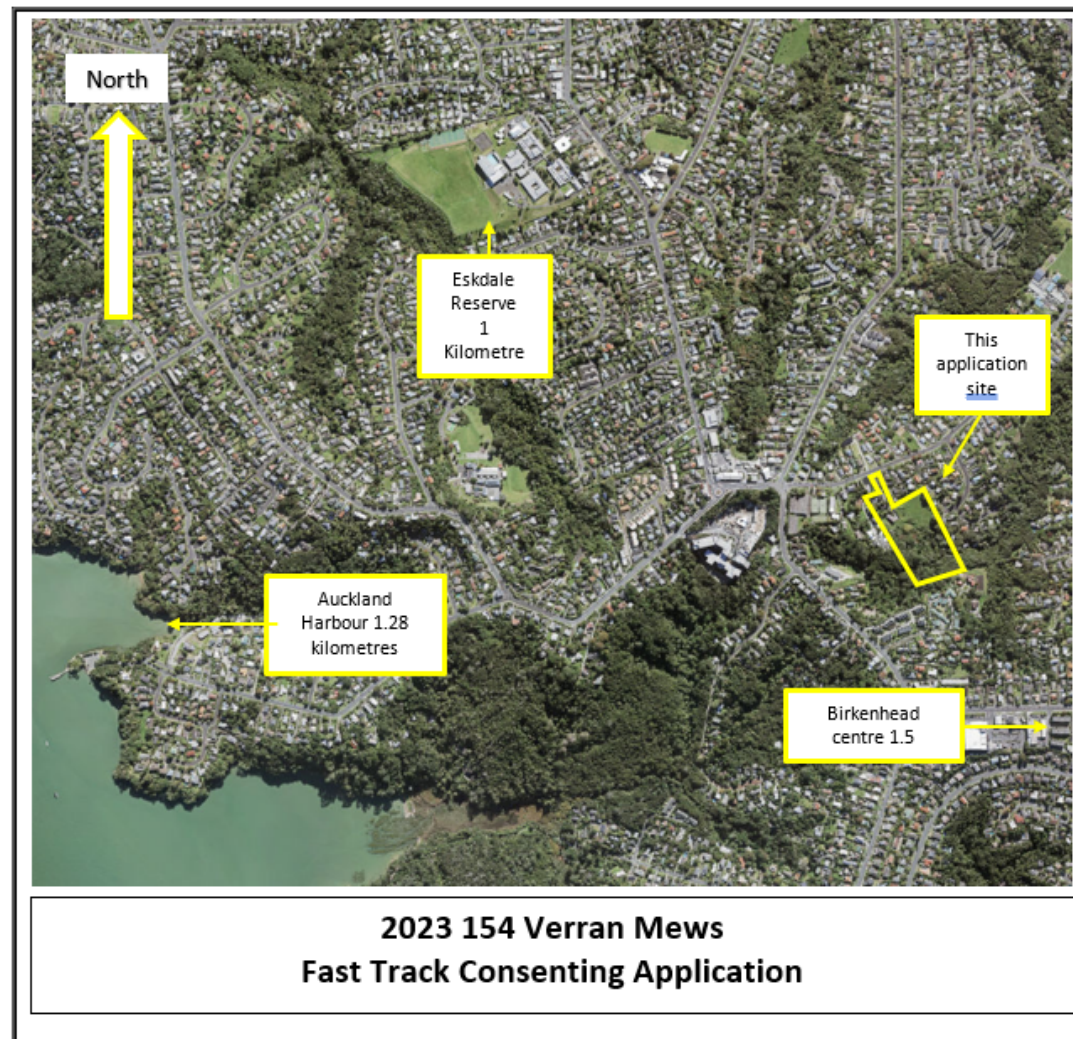 North
Eskdale
Reserve
1
Kilometre
This
application
site
Auckland
Harbour 1.28
kilometres
Birkenhead
centre 1.5
2023 154 Verran Mews
Fast Track Consenting Application